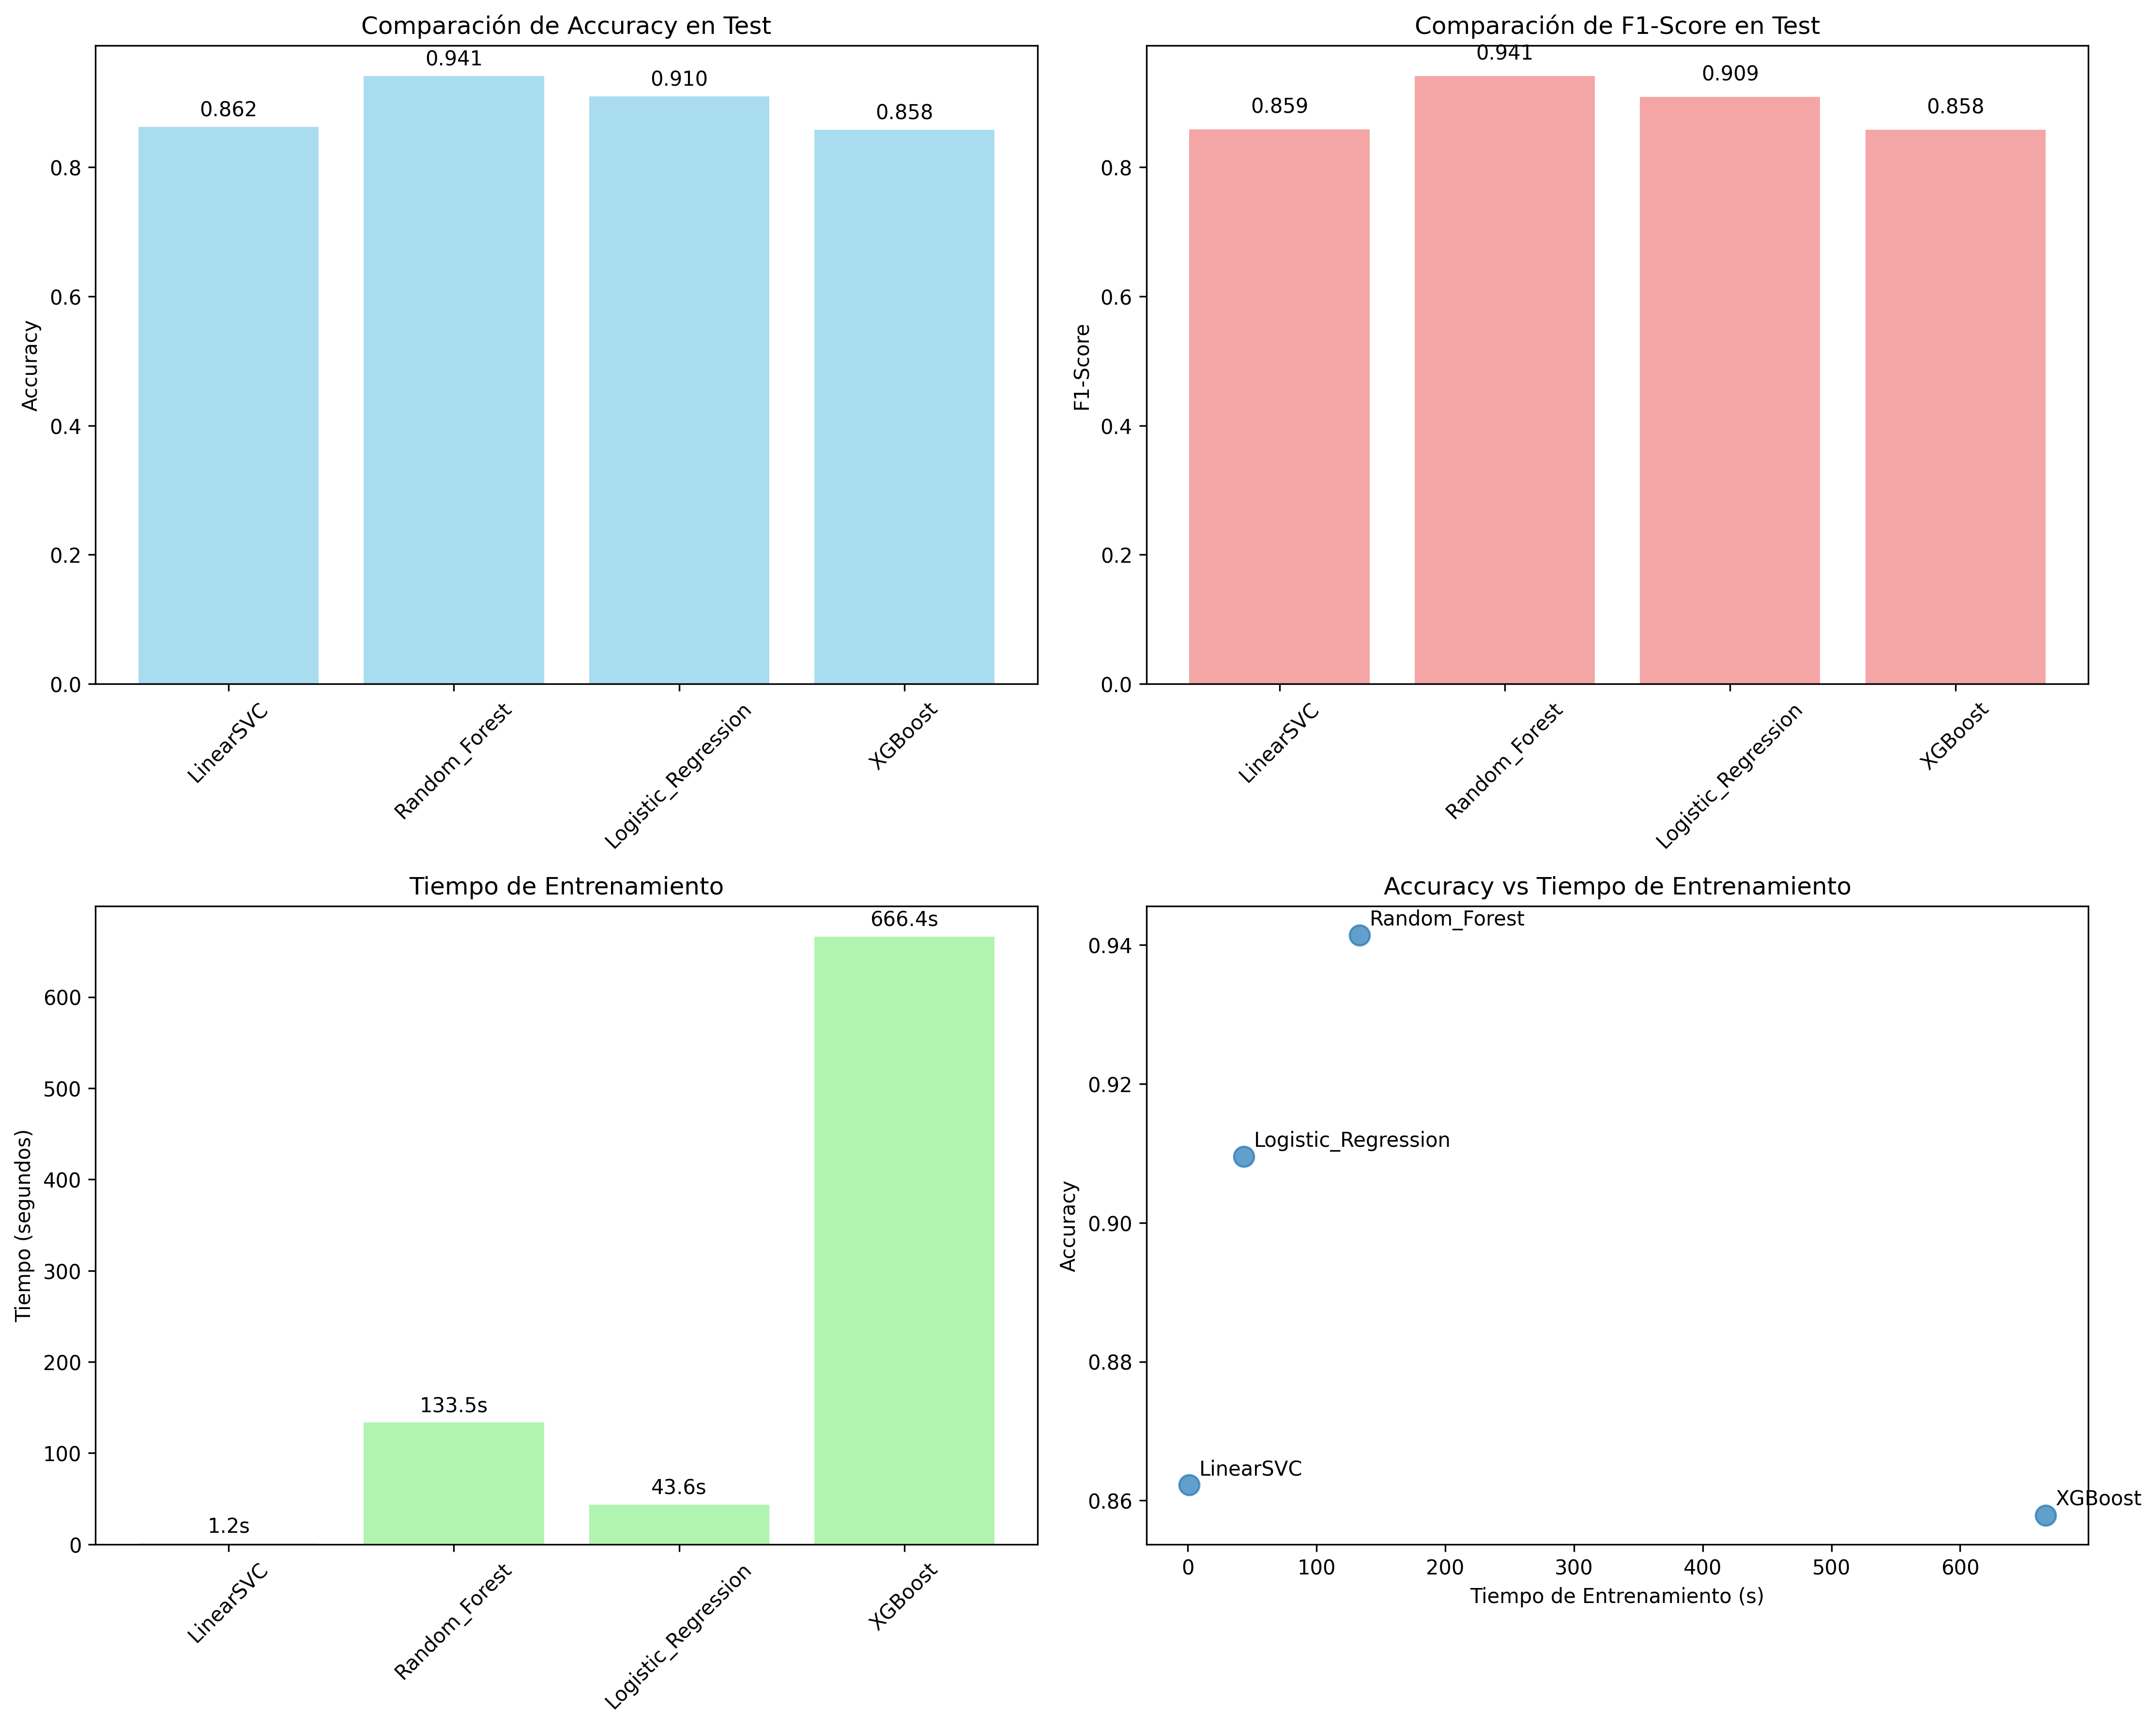 Comparación de Accuracy en Test
0.941
0.910
0.862
0.858
0.8
0.6
0.4
0.2
0.0
Accuracy
LinearSVC
Random_Forest
Logistic_Regression
XGBoost
Comparación de F1-Score en Test
0.941
0.909
0.859
0.858
0.8
0.6
0.4
0.2
0.0
F1-Score
LinearSVC
Random_Forest
Logistic_Regression
XGBoost
Tiempo de Entrenamiento
666.4s
133.5s
43.6s
1.2s
600
500
400
300
200
100
0
Tiempo (segundos)
LinearSVC
Random_Forest
Logistic_Regression
XGBoost
Accuracy vs Tiempo de Entrenamiento
Random_Forest
Logistic_Regression
LinearSVC
XGBoost
0.94
0.92
0.90
0.88
0.86
Accuracy
0 100 200 300 400 500 600
Tiempo de Entrenamiento (s)